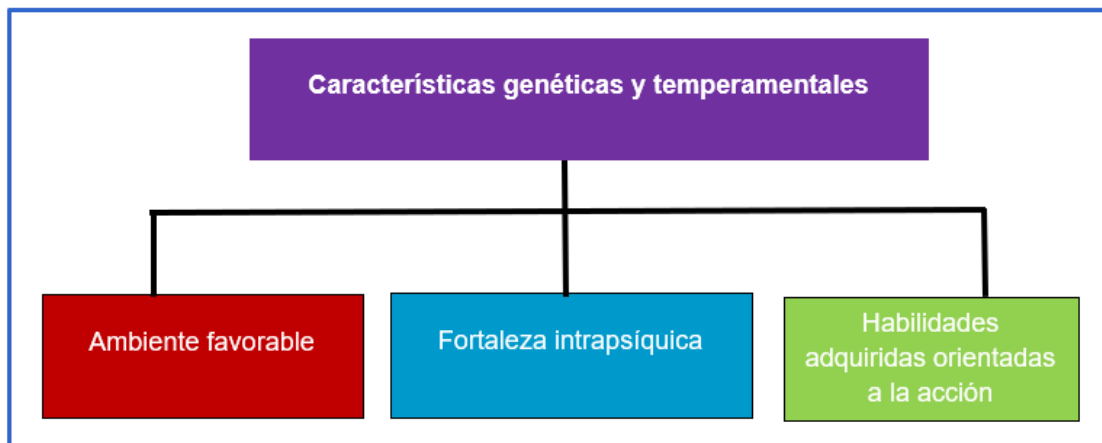 Características genéticas y temperamentales
Ambiente favorable
Fortaleza intrapsíquica
Habilidades
adquiridas orientadas
a la acción